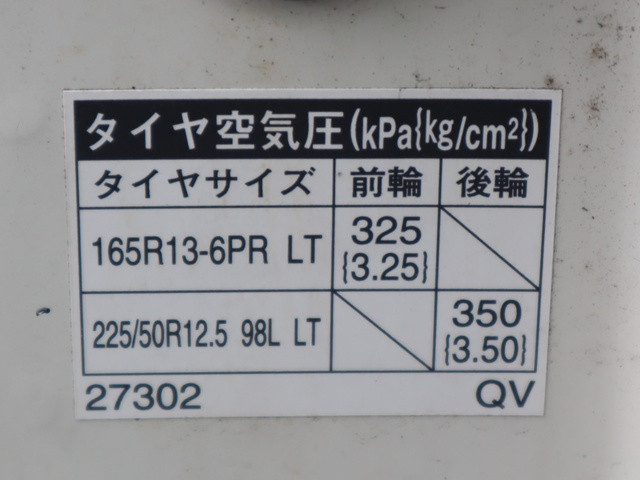 タイヤ空気圧(kPa{kg/cm²})
タイヤサイズ 前輪 後輪
165R13-6PR LT 325 {3.25}
225/50R12.5 98L LT 350 {3.50}
27302 QV